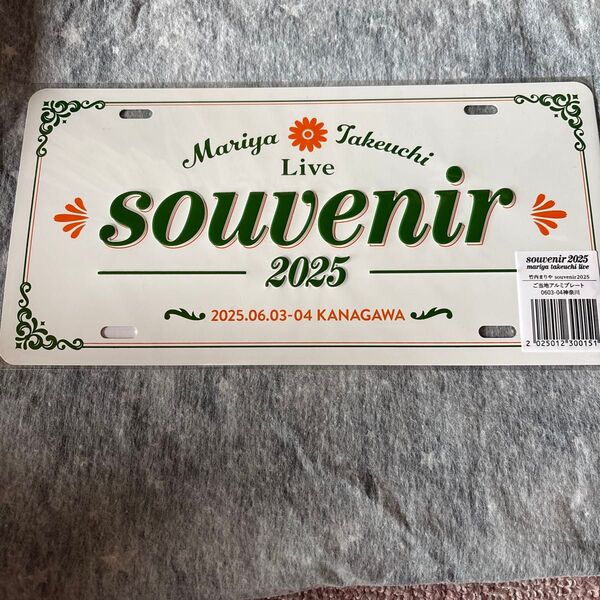 Mariya Takeuchi
Live
souvenir
2025
2025.06.03-04 KANAGAWA
souvenir 2025
mariya takeuchi live
竹内まりや souvenir2025
ご当地アルミプレート
0603-04神奈川
2 025012 300151